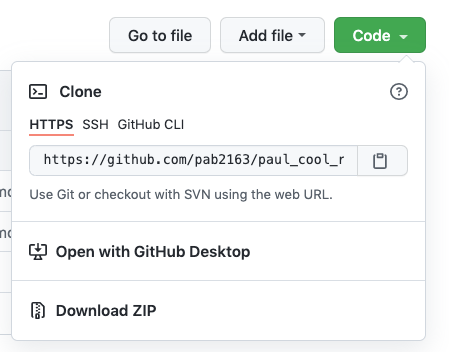 Go to file Add file Code
Clone
HTTPS SSH GitHub CLI
https://github.com/pab2163/paul_cool_r
Use Git or checkout with SVN using the web URL.
Open with GitHub Desktop
Download ZIP